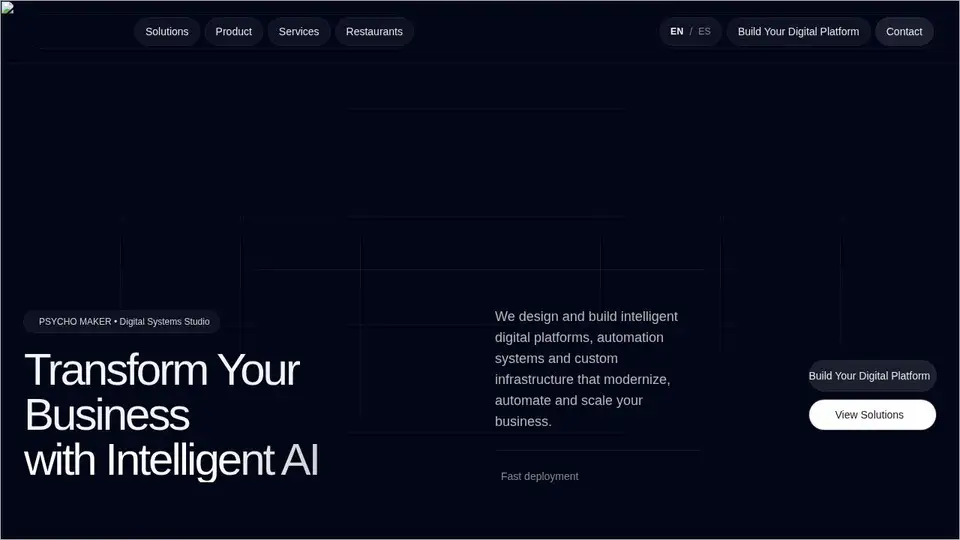 Solutions
Product
Services
Restaurants
EN / ES
Build Your Digital Platform
Contact
PSYCHO MAKER • Digital Systems Studio
Transform Your
Business
with Intelligent AI
We design and build intelligent
digital platforms, automation
systems and custom
infrastructure that modernize,
automate and scale your
business.
Fast deployment
Build Your Digital Platform
View Solutions